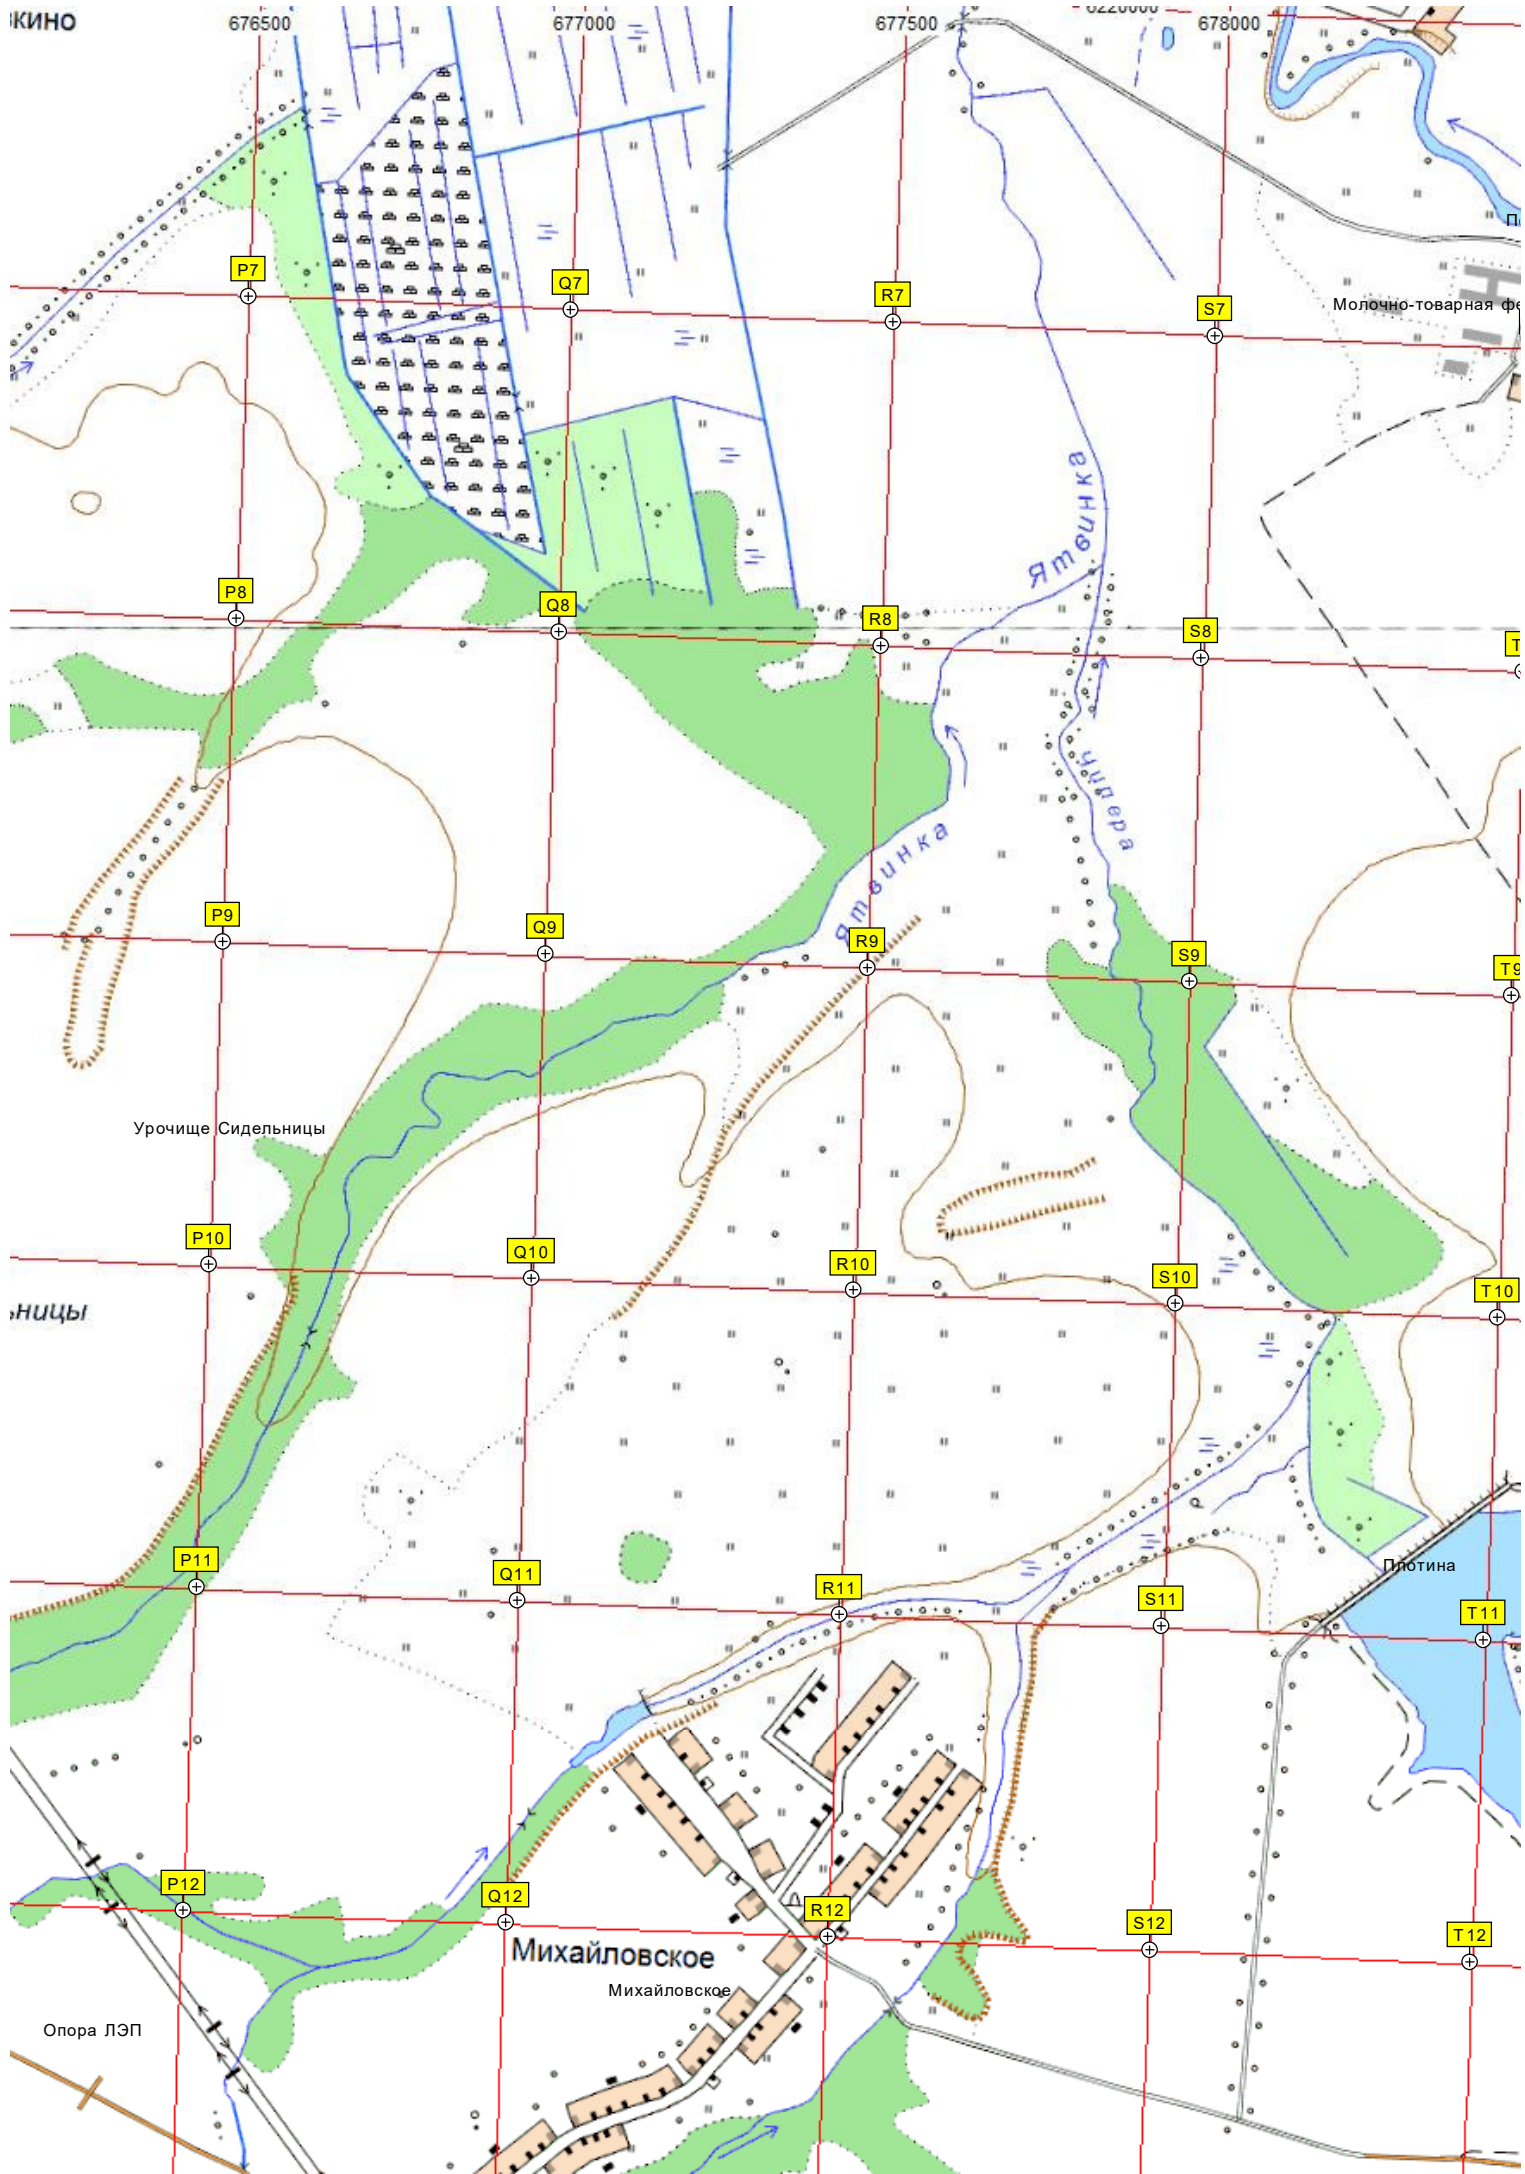 676500
677000
677500
678000
P7
Q7
R7
S7
Молочно-товарная
Ятвинка
P8
Q8
R8
S8
Чипера
Ятвинка
P9
Q9
R9
S9
T9
Урочище Сидельницы
P10
Q10
R10
S10
T10
P11
Q11
R11
S11
T11
Плотина
P12
Q12
R12
S12
T12
Михайловское
Михайловское
Опора ЛЭП